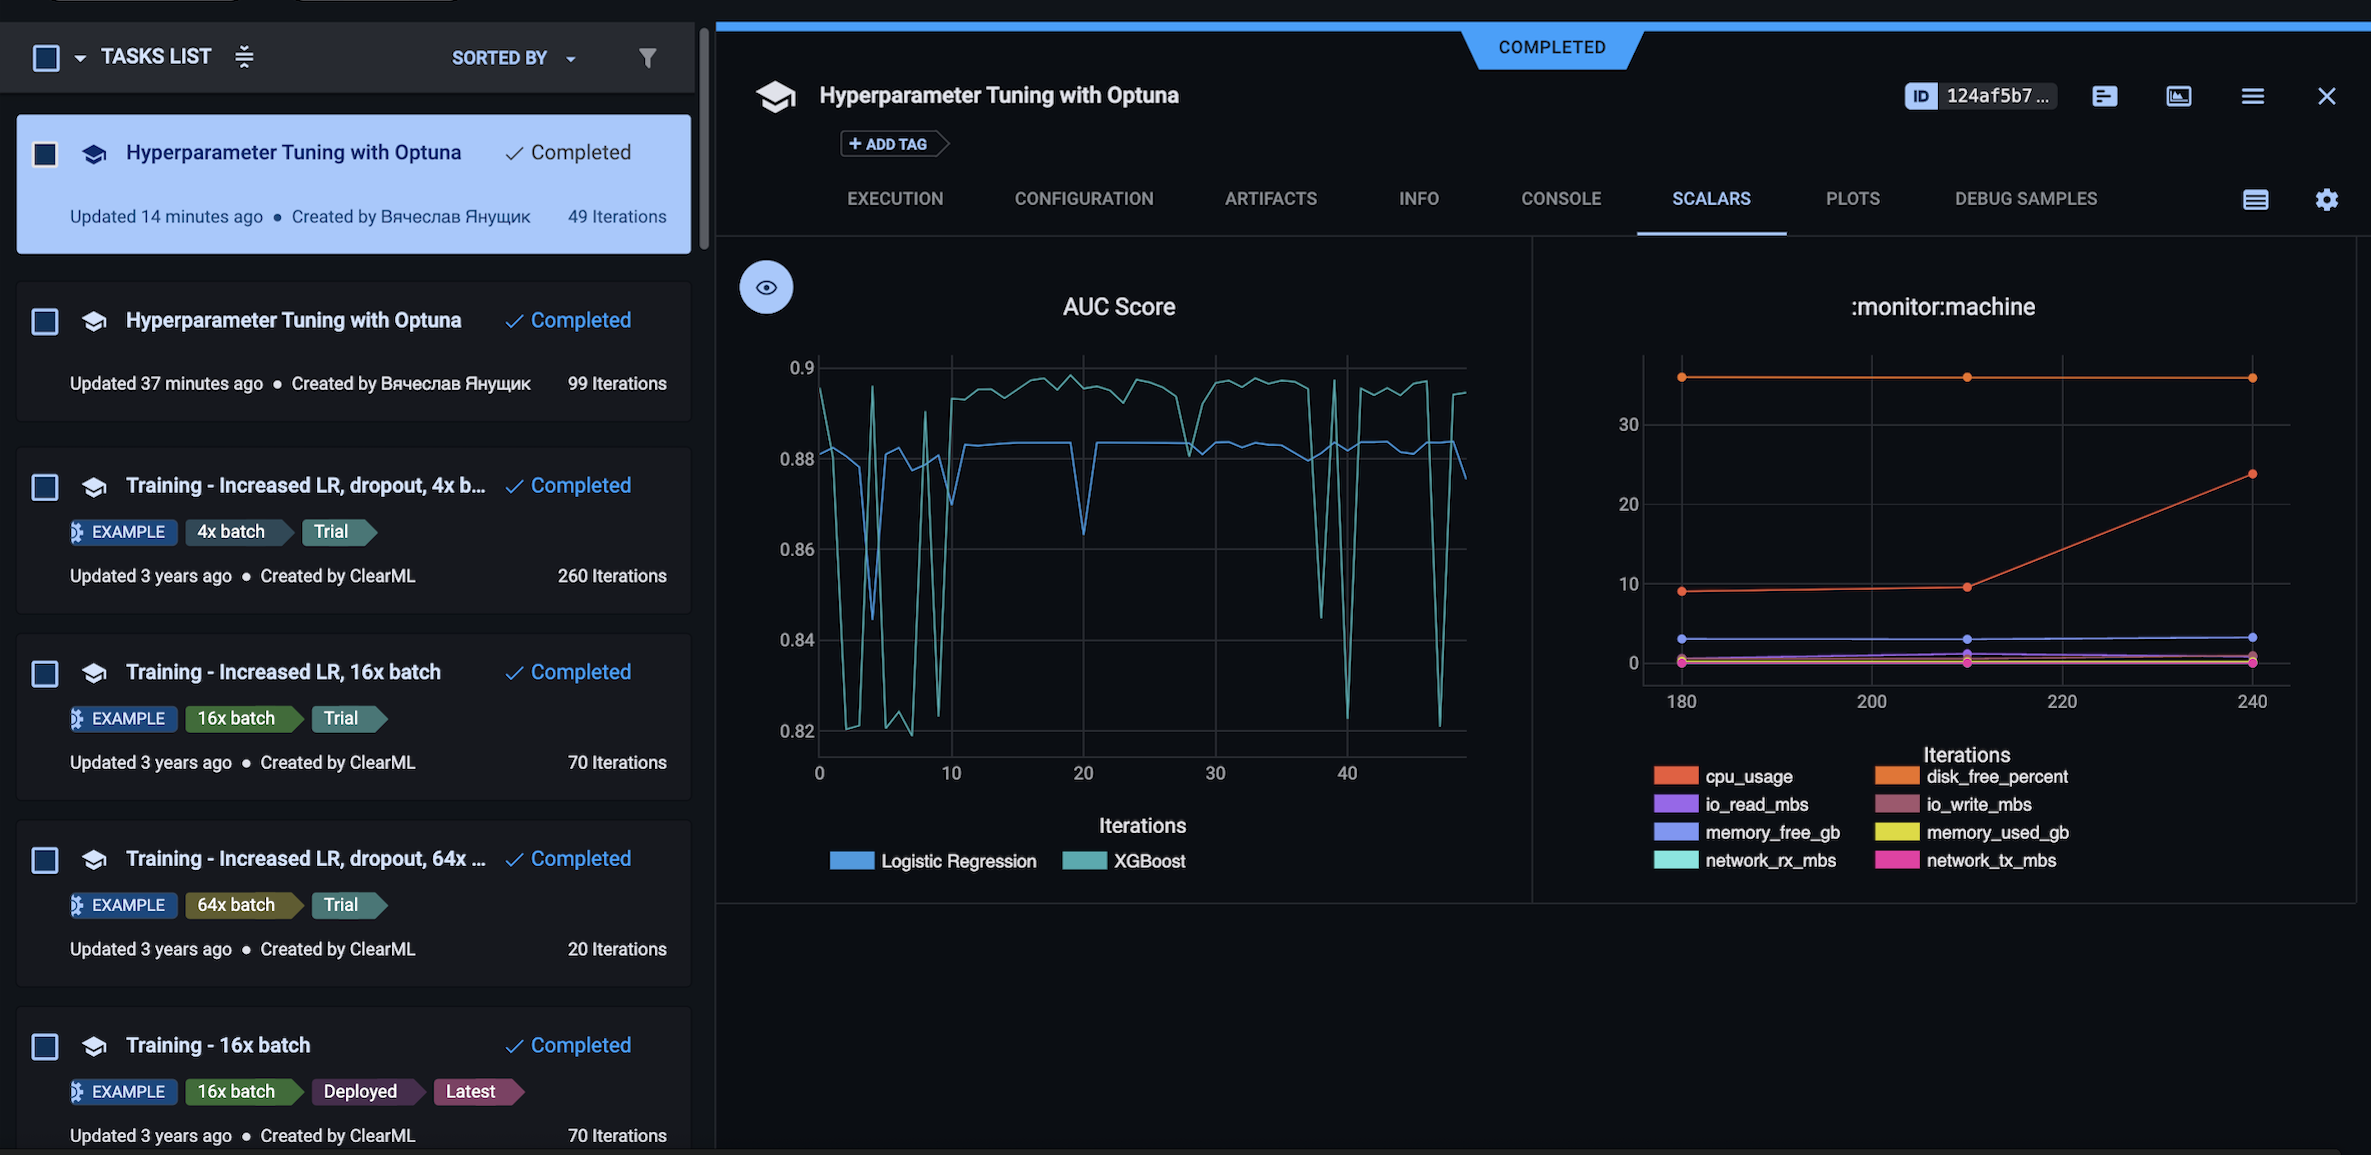 TASKS LIST
SORTED BY
Hyperparameter Tuning with Optuna
Completed
Updated 14 minutes ago • Created by Вячеслав Янущик
49 Iterations
Hyperparameter Tuning with Optuna
Completed
Updated 37 minutes ago • Created by Вячеслав Янущик
99 Iterations
Training - Increased LR, dropout, 4x b...
Completed
EXAMPLE
4x batch
Trial
Updated 3 years ago • Created by ClearML
260 Iterations
Training - Increased LR, 16x batch
Completed
EXAMPLE
16x batch
Trial
Updated 3 years ago • Created by ClearML
70 Iterations
Training - Increased LR, dropout, 64x ...
Completed
EXAMPLE
64x batch
Trial
Updated 3 years ago • Created by ClearML
20 Iterations
Training - 16x batch
Completed
EXAMPLE
16x batch
Deployed
Latest
Updated 3 years ago • Created by ClearML
70 Iterations
COMPLETED
Hyperparameter Tuning with Optuna
ID 124af5b7...
+ ADD TAG
EXECUTION
CONFIGURATION
ARTIFACTS
INFO
CONSOLE
SCALARS
PLOTS
DEBUG SAMPLES
AUC Score
0.9
0.88
0.86
0.84
0.82
0
10
20
30
40
Iterations
Logistic Regression
XGBoost
:monitor:machine
30
20
10
0
180
200
220
240
Iterations
cpu_usage
disk_free_percent
io_read_mbs
io_write_mbs
memory_free_gb
memory_used_gb
network_rx_mbs
network_tx_mbs